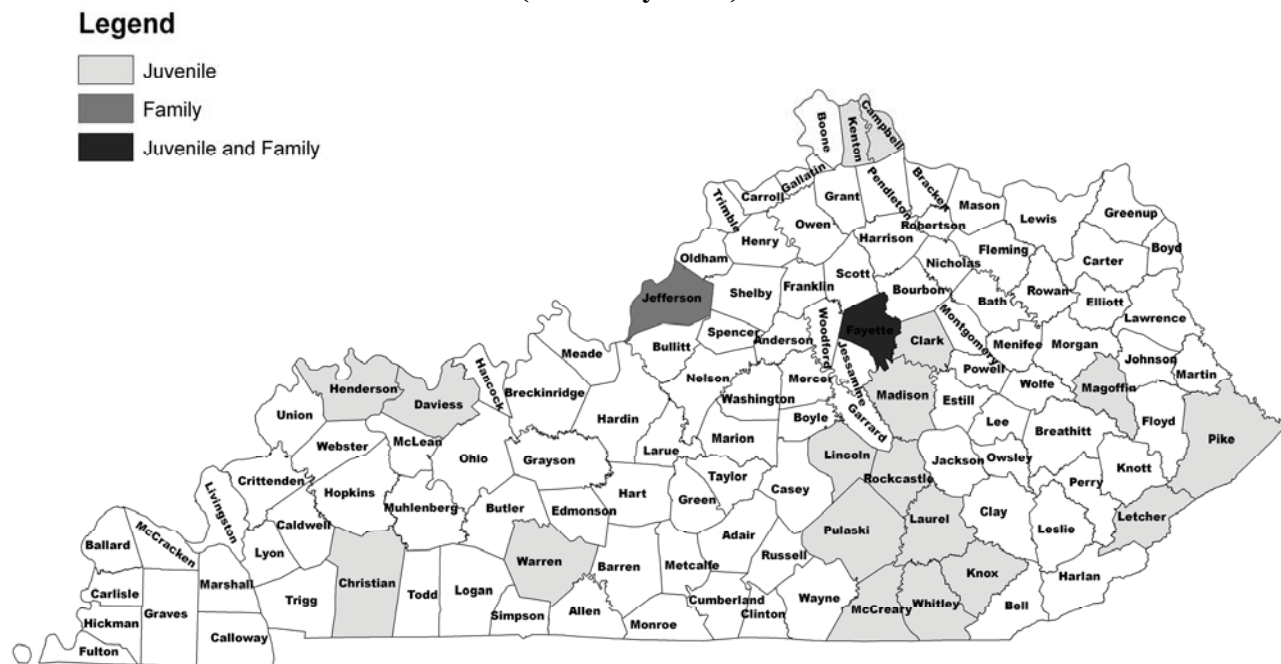 Legend
Juvenile
Family
Juvenile and Family
Boone
Kenton
Campbell
Gallatin
Carroll
Trimble
Grant
Pendleton
Bracken
Mason
Lewis
Greenup
Robertson
Owen
Henry
Harrison
Oldham
Nicholas
Fleming
Carter
Boyd
Jefferson
Shelby
Franklin
Scott
Bourbon
Bath
Rowan
Elliott
Lawrence
Spencer
Anderson
Woodford
Fayette
Clark
Montgomery
Menifee
Morgan
Johnson
Martin
Bullitt
Meade
Hancock
Breckinridge
Nelson
Mercer
Jessamine
Washington
Madison
Powell
Wolfe
Magoffin
Henderson
Daviess
Union
Hardin
Boyle
Garrard
Estill
Lee
Breathitt
Floyd
Pike
Webster
McLean
Ohio
Grayson
Larue
Marion
Lincoln
Jackson
Owsley
Knott
Crittenden
Livingston
Hopkins
Muhlenberg
Butler
Edmonson
Hart
Green
Taylor
Casey
Rockcastle
Perry
Ballard
McCracken
Caldwell
Lyon
Pulaski
Laurel
Clay
Leslie
Letcher
Warren
Barren
Metcalfe
Adair
Russell
Knox
Harlan
Carlisle
Marshall
Graves
Trigg
Christian
Todd
Logan
Simpson
Allen
Monroe
Cumberland
Clinton
Wayne
McCreary
Whitley
Bell
Hickman
Fulton
Calloway